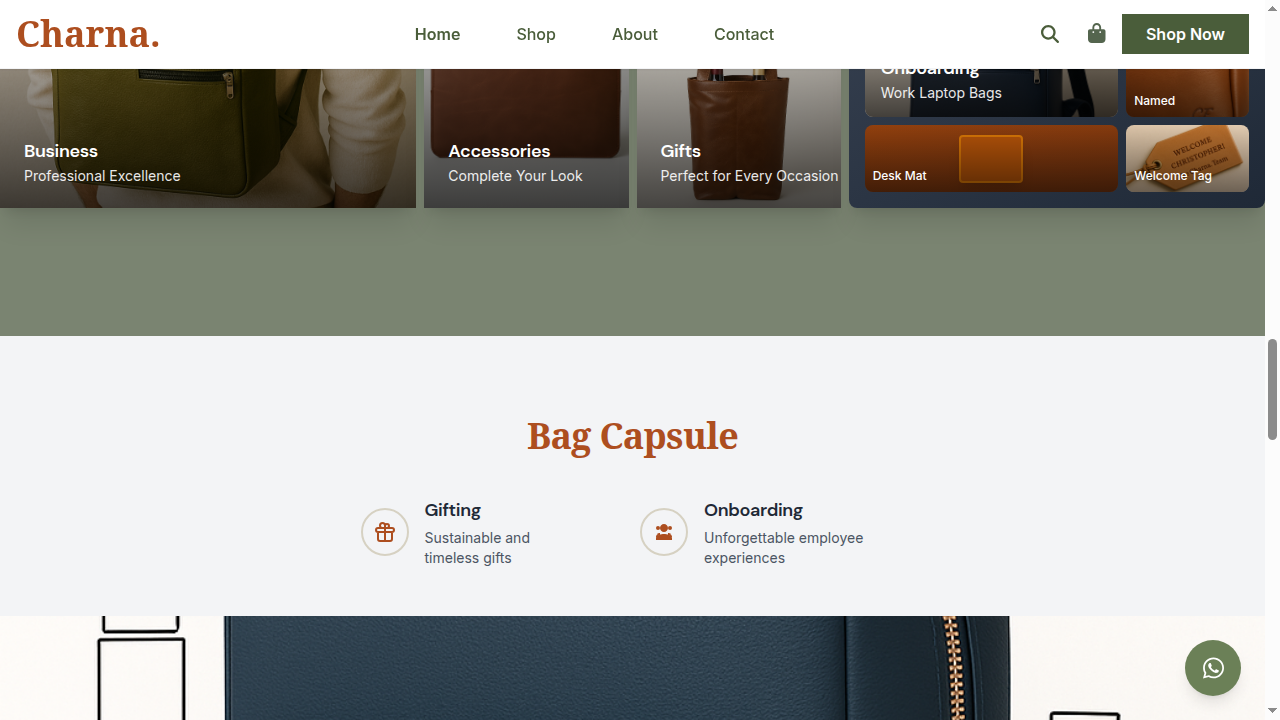 Charna.
Home
Shop
About
Contact
Shop Now
Onboarding
Work Laptop Bags
Named
Business
Professional Excellence
Accessories
Complete Your Look
Gifts
Perfect for Every Occasion
Desk Mat
WELCOME
CHRISTOPHER!
Team
Welcome Tag
Bag Capsule
Gifting
Sustainable and
timeless gifts
Onboarding
Unforgettable employee
experiences